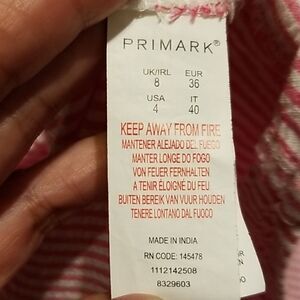 PRIMARK®
UK/IRL EUR
8 36
USA IT
4 40
KEEP AWAY FROM FIRE
MANTENER ALEJADO DEL FUEGO
MANTER LONGE DO FOGO
VON FEUER FERNHALTEN
A TENIR ÉLOIGNÉ DU FEU
BUITEN BEREIK VAN VUUR HOUDEN
TENERE LONTANO DAL FUOCO
MADE IN INDIA
RN CODE: 145478
1112142508
8329603